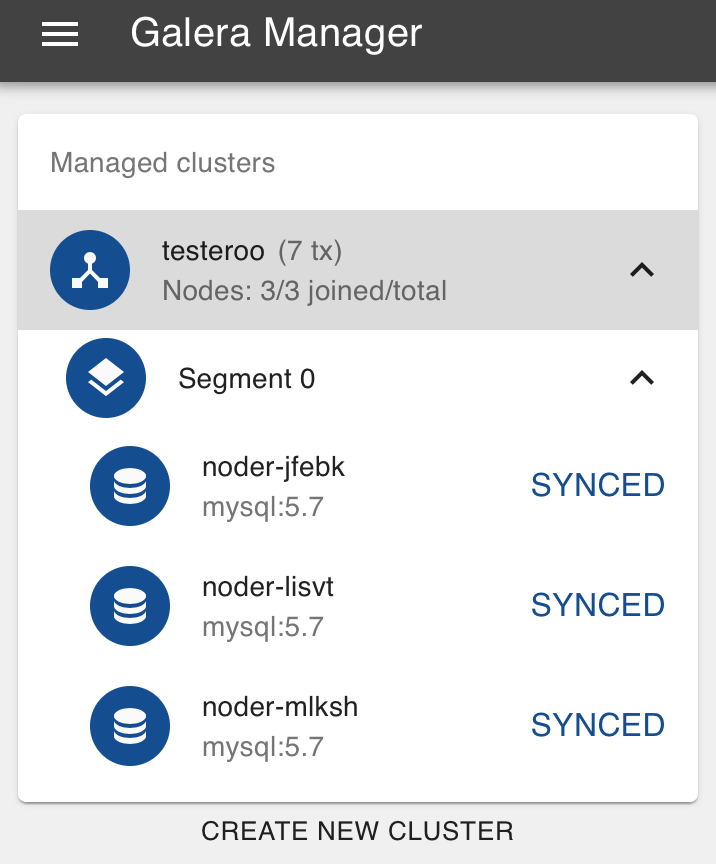 Galera Manager
Managed clusters
testeroo (7 tx)
Nodes: 3/3 joined/total
Segment 0
noder-jfebk
mysql:5.7
SYNCED
noder-lisvt
mysql:5.7
SYNCED
noder-mlksh
mysql:5.7
SYNCED
CREATE NEW CLUSTER